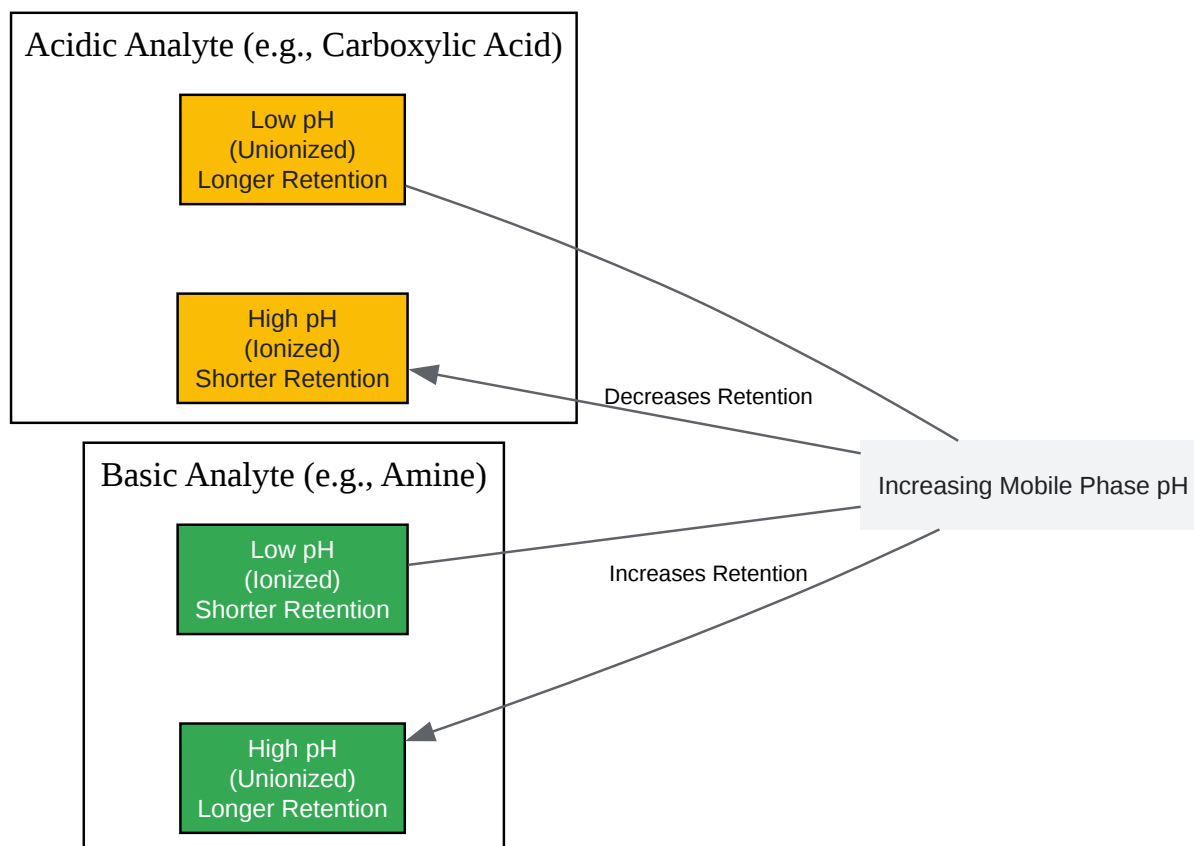 Acidic Analyte (e.g., Carboxylic Acid)
Low pH
(Unionized)
Longer Retention
High pH
(Ionized)
Shorter Retention
Decreases Retention
Increasing Mobile Phase pH
Basic Analyte (e.g., Amine)
Low pH
(Ionized)
Shorter Retention
Increases Retention
High pH
(Unionized)
Longer Retention